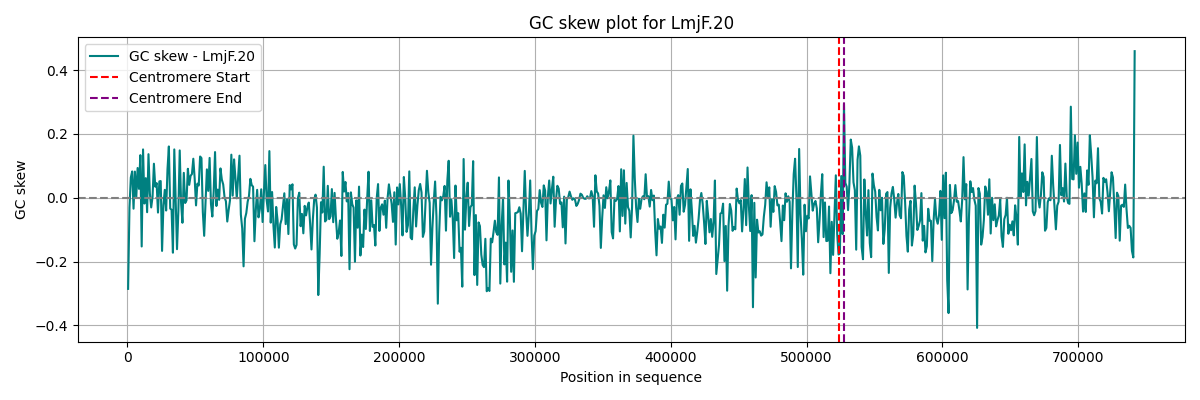 GC skew plot for LmjF.20
GC skew - LmjF.20
Centromere Start
Centromere End
GC Skew
0.4
0.2
0.0
−0.2
−0.4
0 100000 200000 300000 400000 500000 600000 700000
Position in sequence